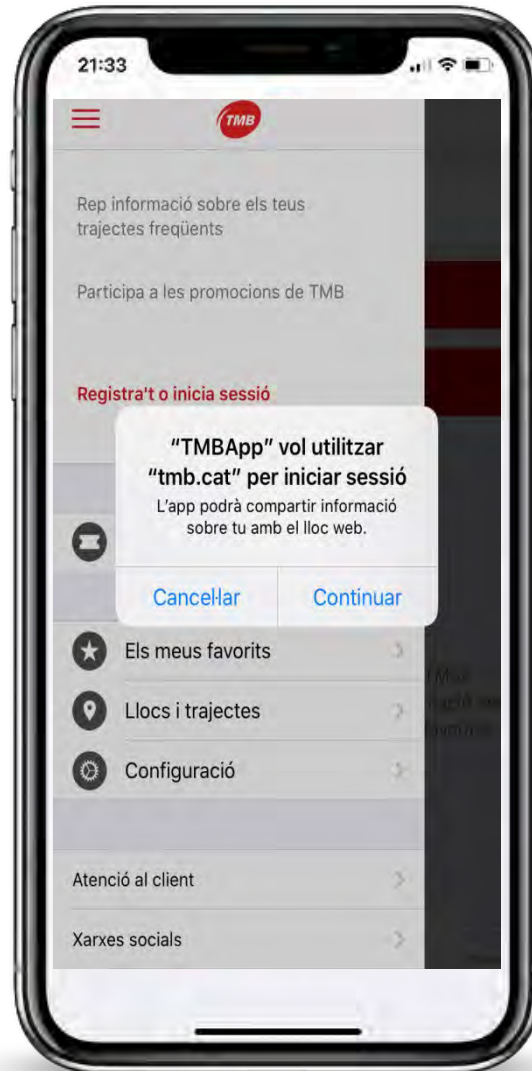 21:33
TMB
Rep informació sobre els teus
trajectes freqüents
Participa a les promocions de TMB
Registra't o inicia sessió
“TMBApp” vol utilitzar
“tmb.cat” per iniciar sessió
L'app podrà compartir informació
sobre tu amb el lloc web.
Cancel·lar
Continuar
Els meus favorits
Llocs i trajectes
Configuració
Atenció al client
Xarxes socials